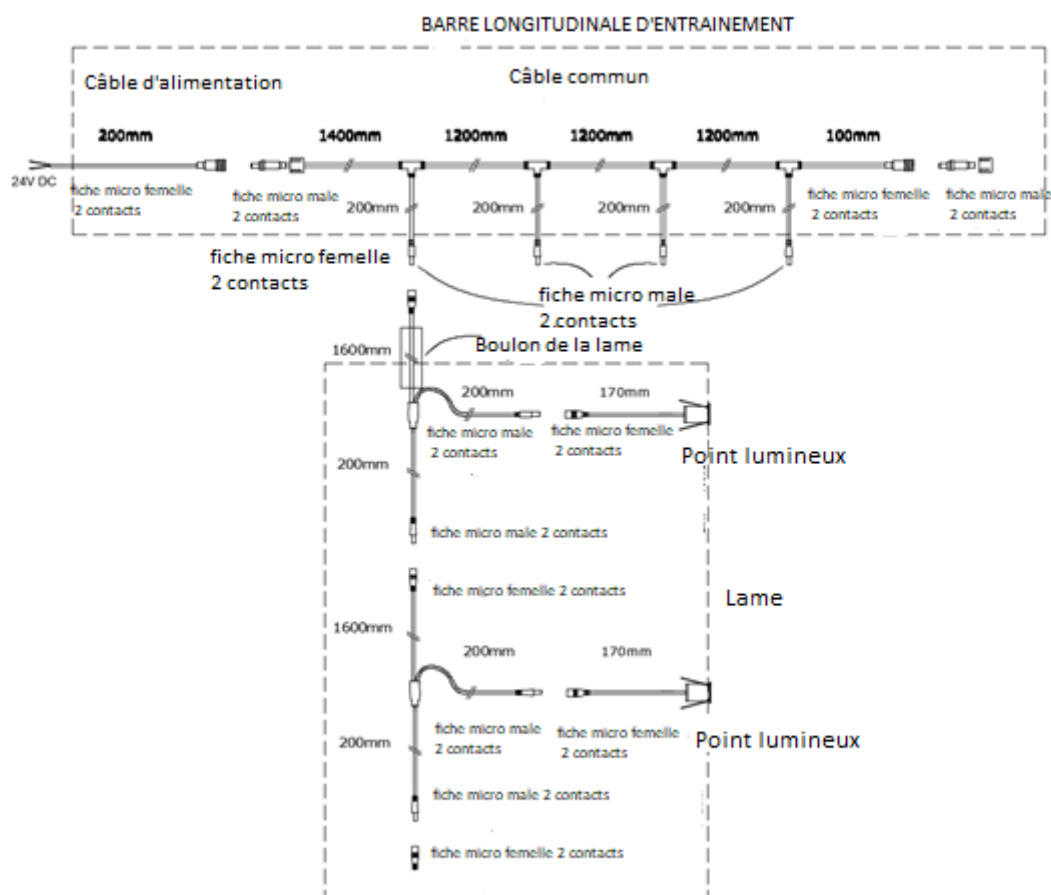 BARRE LONGITUDINALE D'ENTRAINEMENT
Câble d'alimentation
Câble commun
200mm
1400mm
1200mm
1200mm
1200mm
100mm
24V DC
fiche micro femelle
2 contacts
fiche micro male
2 contacts
200mm
200mm
200mm
200mm
fiche micro femelle
2 contacts
fiche micro male
2 contacts
fiche micro femelle
2 contacts
fiche micro male
2.contacts
Boulon de la lame
1600mm
200mm
170mm
fiche micro male
2 contacts
fiche micro femelle
2 contacts
Point lumineux
200mm
fiche micro male 2 contacts
fiche micro femelle 2 contacts
Lame
1600mm
200mm
170mm
fiche micro male
2 contacts
fiche micro femelle
2 contacts
Point lumineux
200mm
fiche micro male 2 contacts
fiche micro femelle 2 contacts